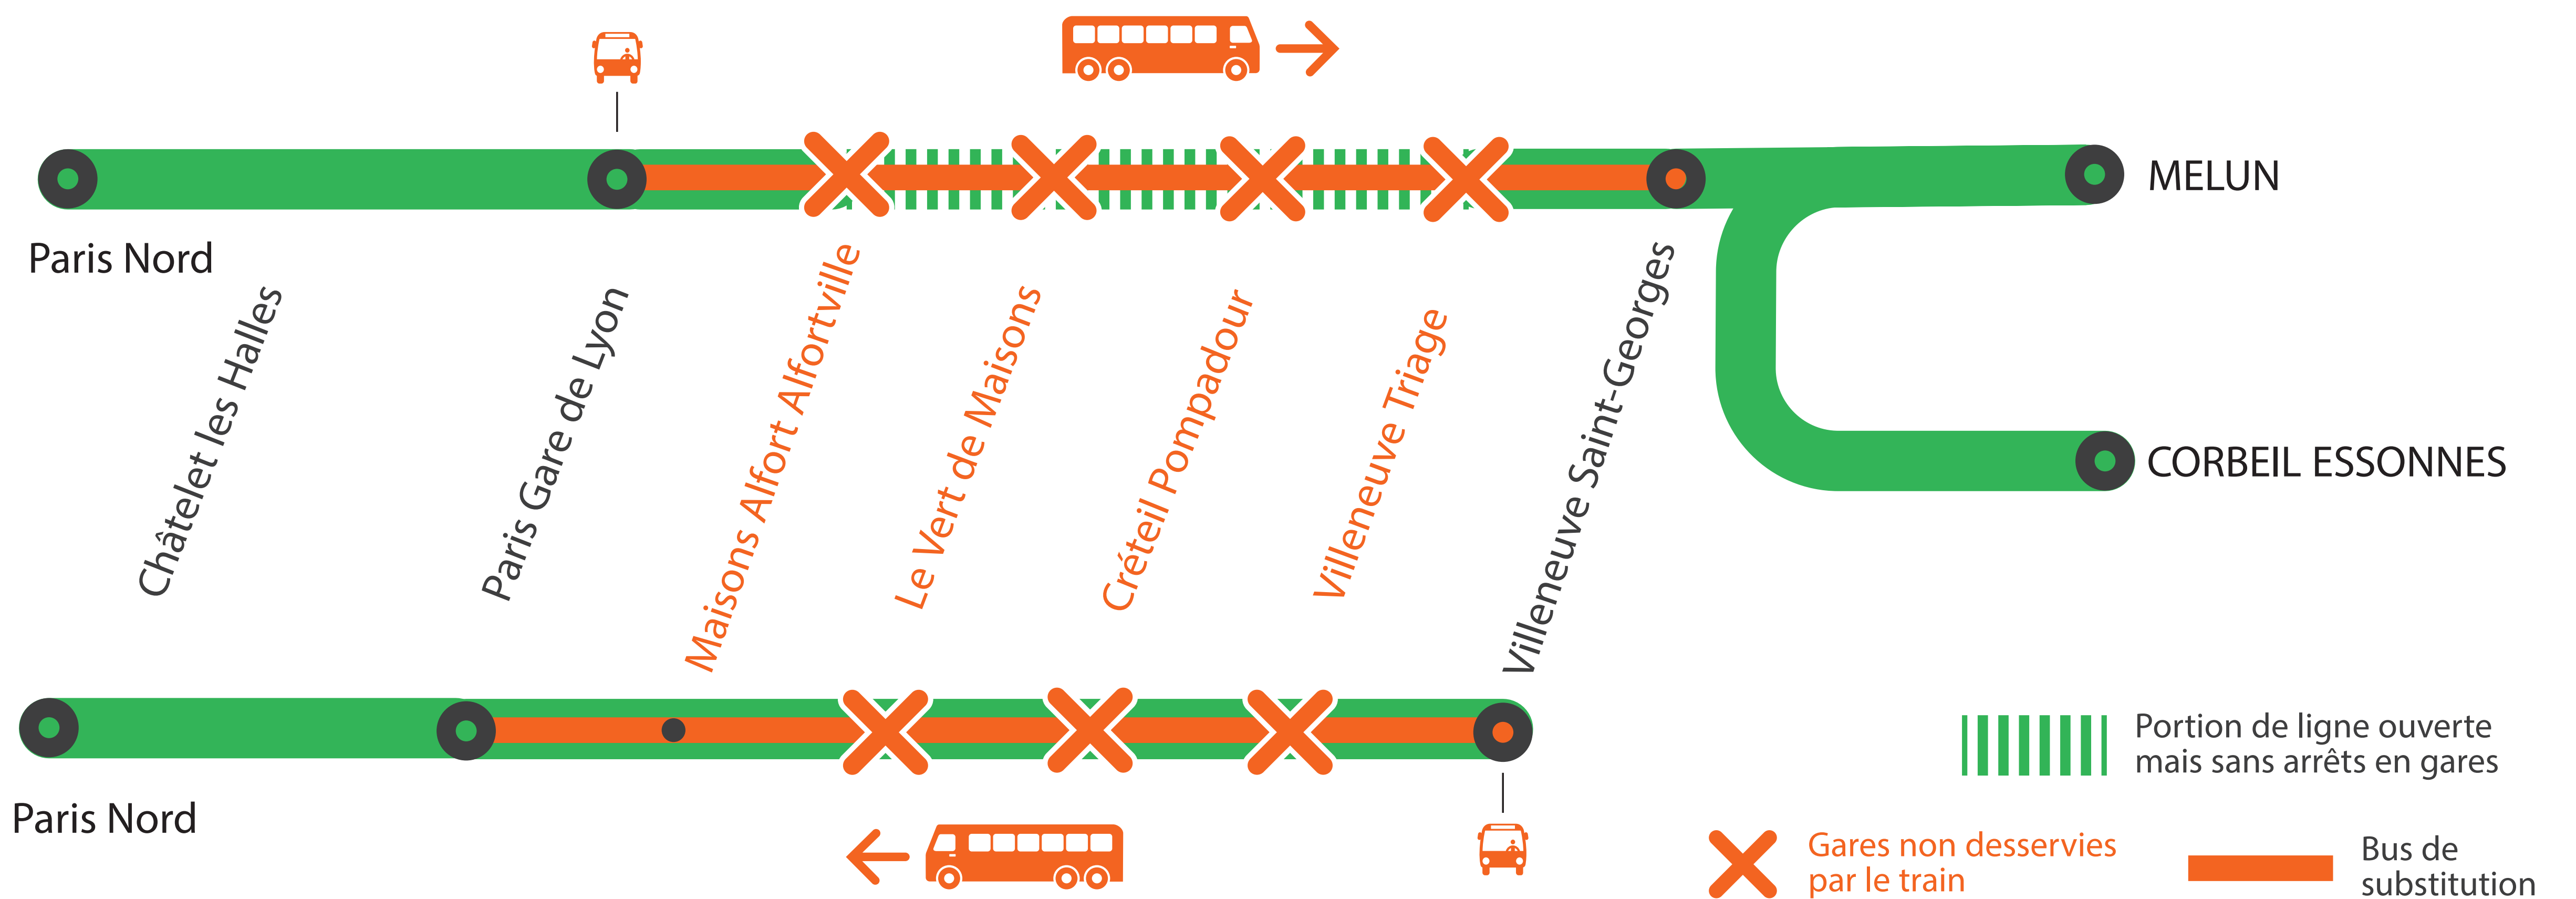 MELUN
Paris Nord
Châtelet les Halles
Paris Gare de Lyon
Maisons Alfort Alfortville
Le Vert de Maisons
Créteil Pompadour
Villeneuve Triage
Villeneuve Saint-Georges
CORBEIL ESSONNES
Paris Nord
Portion de ligne ouverte
mais sans arrêts en gares
Gares non desservies
par le train
Bus de
substitution